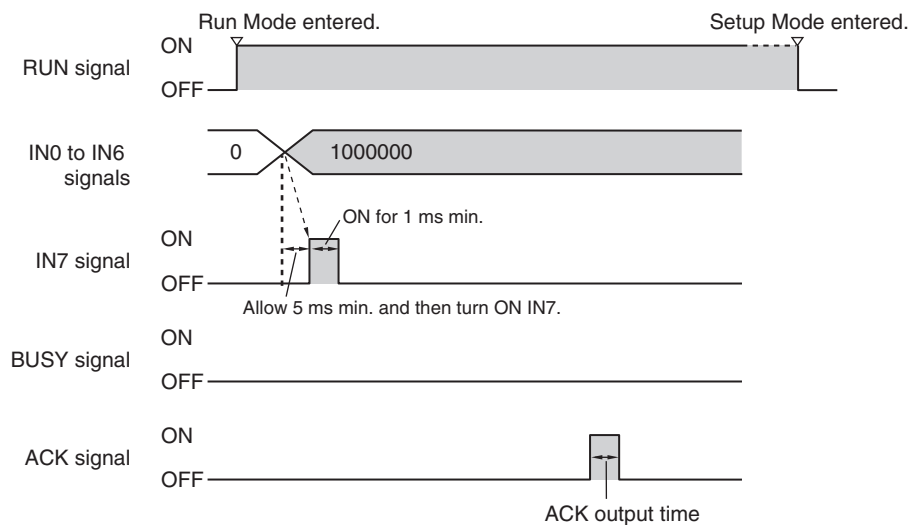 Run Mode entered.
Setup Mode entered.
ON
RUN signal
OFF
IN0 to IN6
signals
0
1000000
ON for 1 ms min.
ON
IN7 signal
OFF
Allow 5 ms min. and then turn ON IN7.
ON
BUSY signal
OFF
ON
ACK signal
OFF
ACK output time